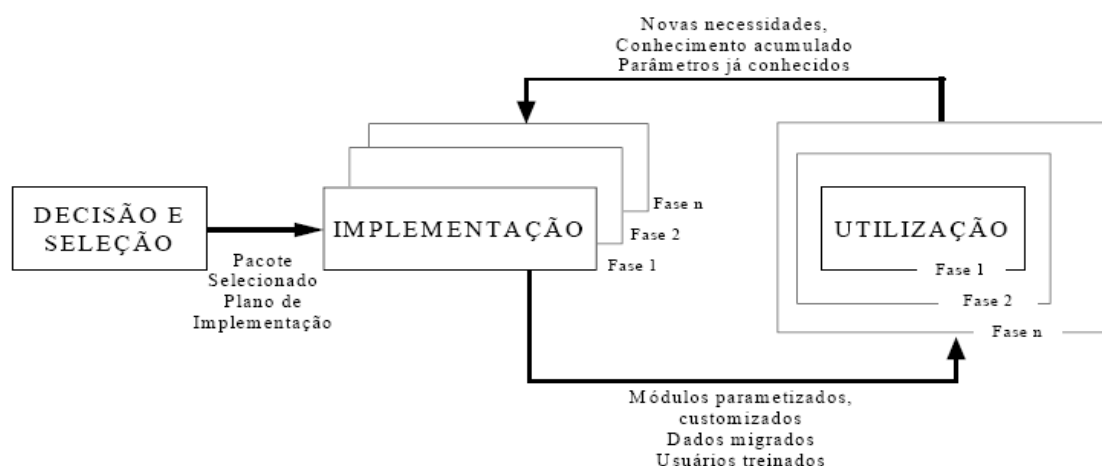 Novas necessidades,
Conhecimento acumulado
Parâmetros já conhecidos
DECISÃO E
SELEÇÃO
Pacote
Selecionado
Plano de
Implementação
IMPLEMENTAÇÃO
Fase 1
Fase 2
Fase n
UTILIZAÇÃO
Fase 1
Fase 2
Fase n
Módulos parametizados,
customizados
Dados migrados
Usuários treinados